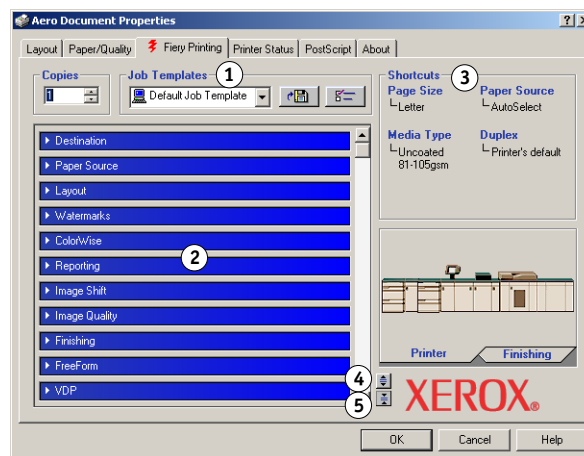 Aero Document Properties
Layout
Paper/Quality
Fiery Printing
Printer Status
PostScript
About
Copies
1
Job Templates
1
Default Job Template
Shortcuts
3
Page Size
Letter
Paper Source
AutoSelect
Media Type
Uncoated
81-105gsm
Duplex
Printer's default
Destination
Paper Source
Layout
Watermarks
ColorWise
2
Reporting
Image Shift
Image Quality
Finishing
FreeForm
VDP
Printer
Finishing
4
5
XEROX®
OK
Cancel
Help